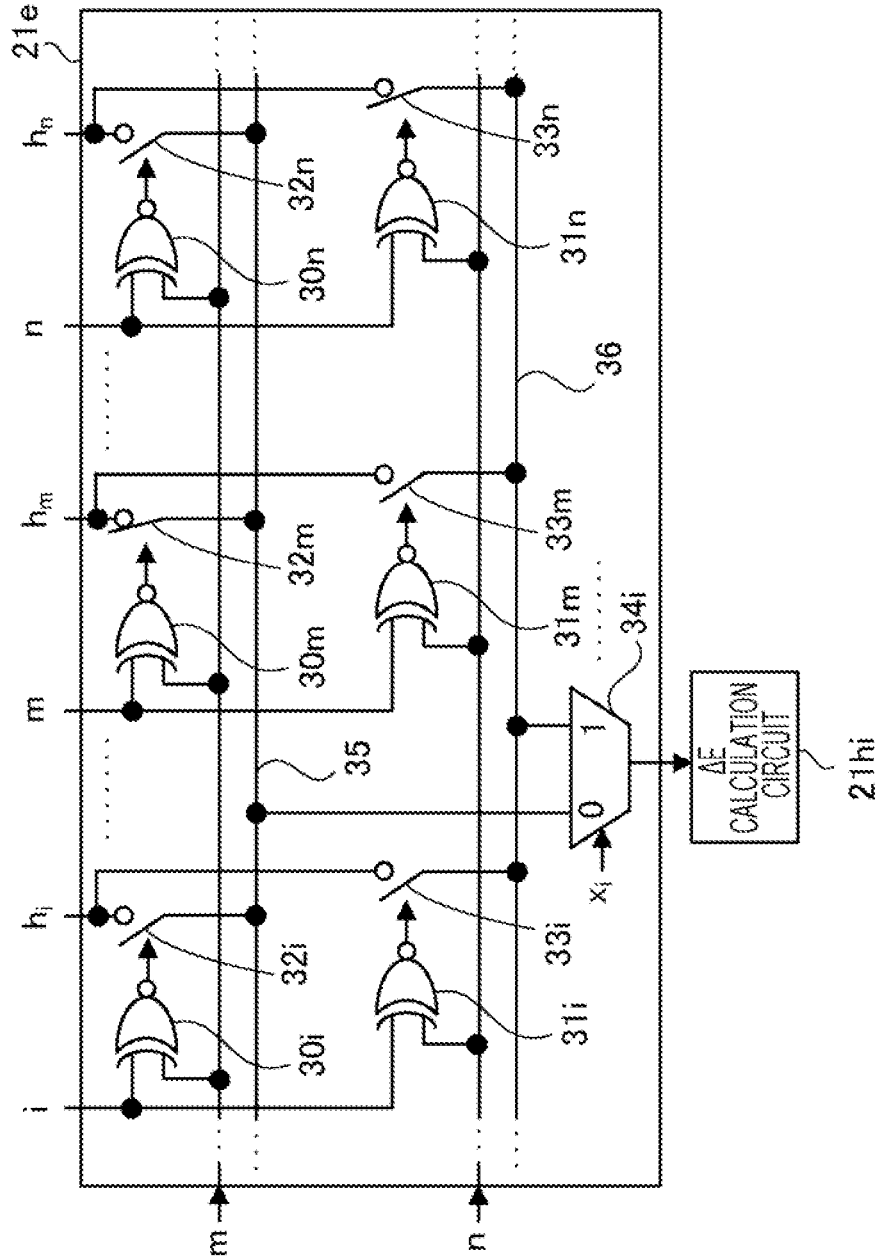 21e
i
hᵢ
m
hₘ
n
hₙ
30i
32i
30m
32m
30n
32n
m
35
31i
33i
31m
33m
31n
33n
n
36
xᵢ
0
1
34i
ΔE
CALCULATION
CIRCUIT
21hi